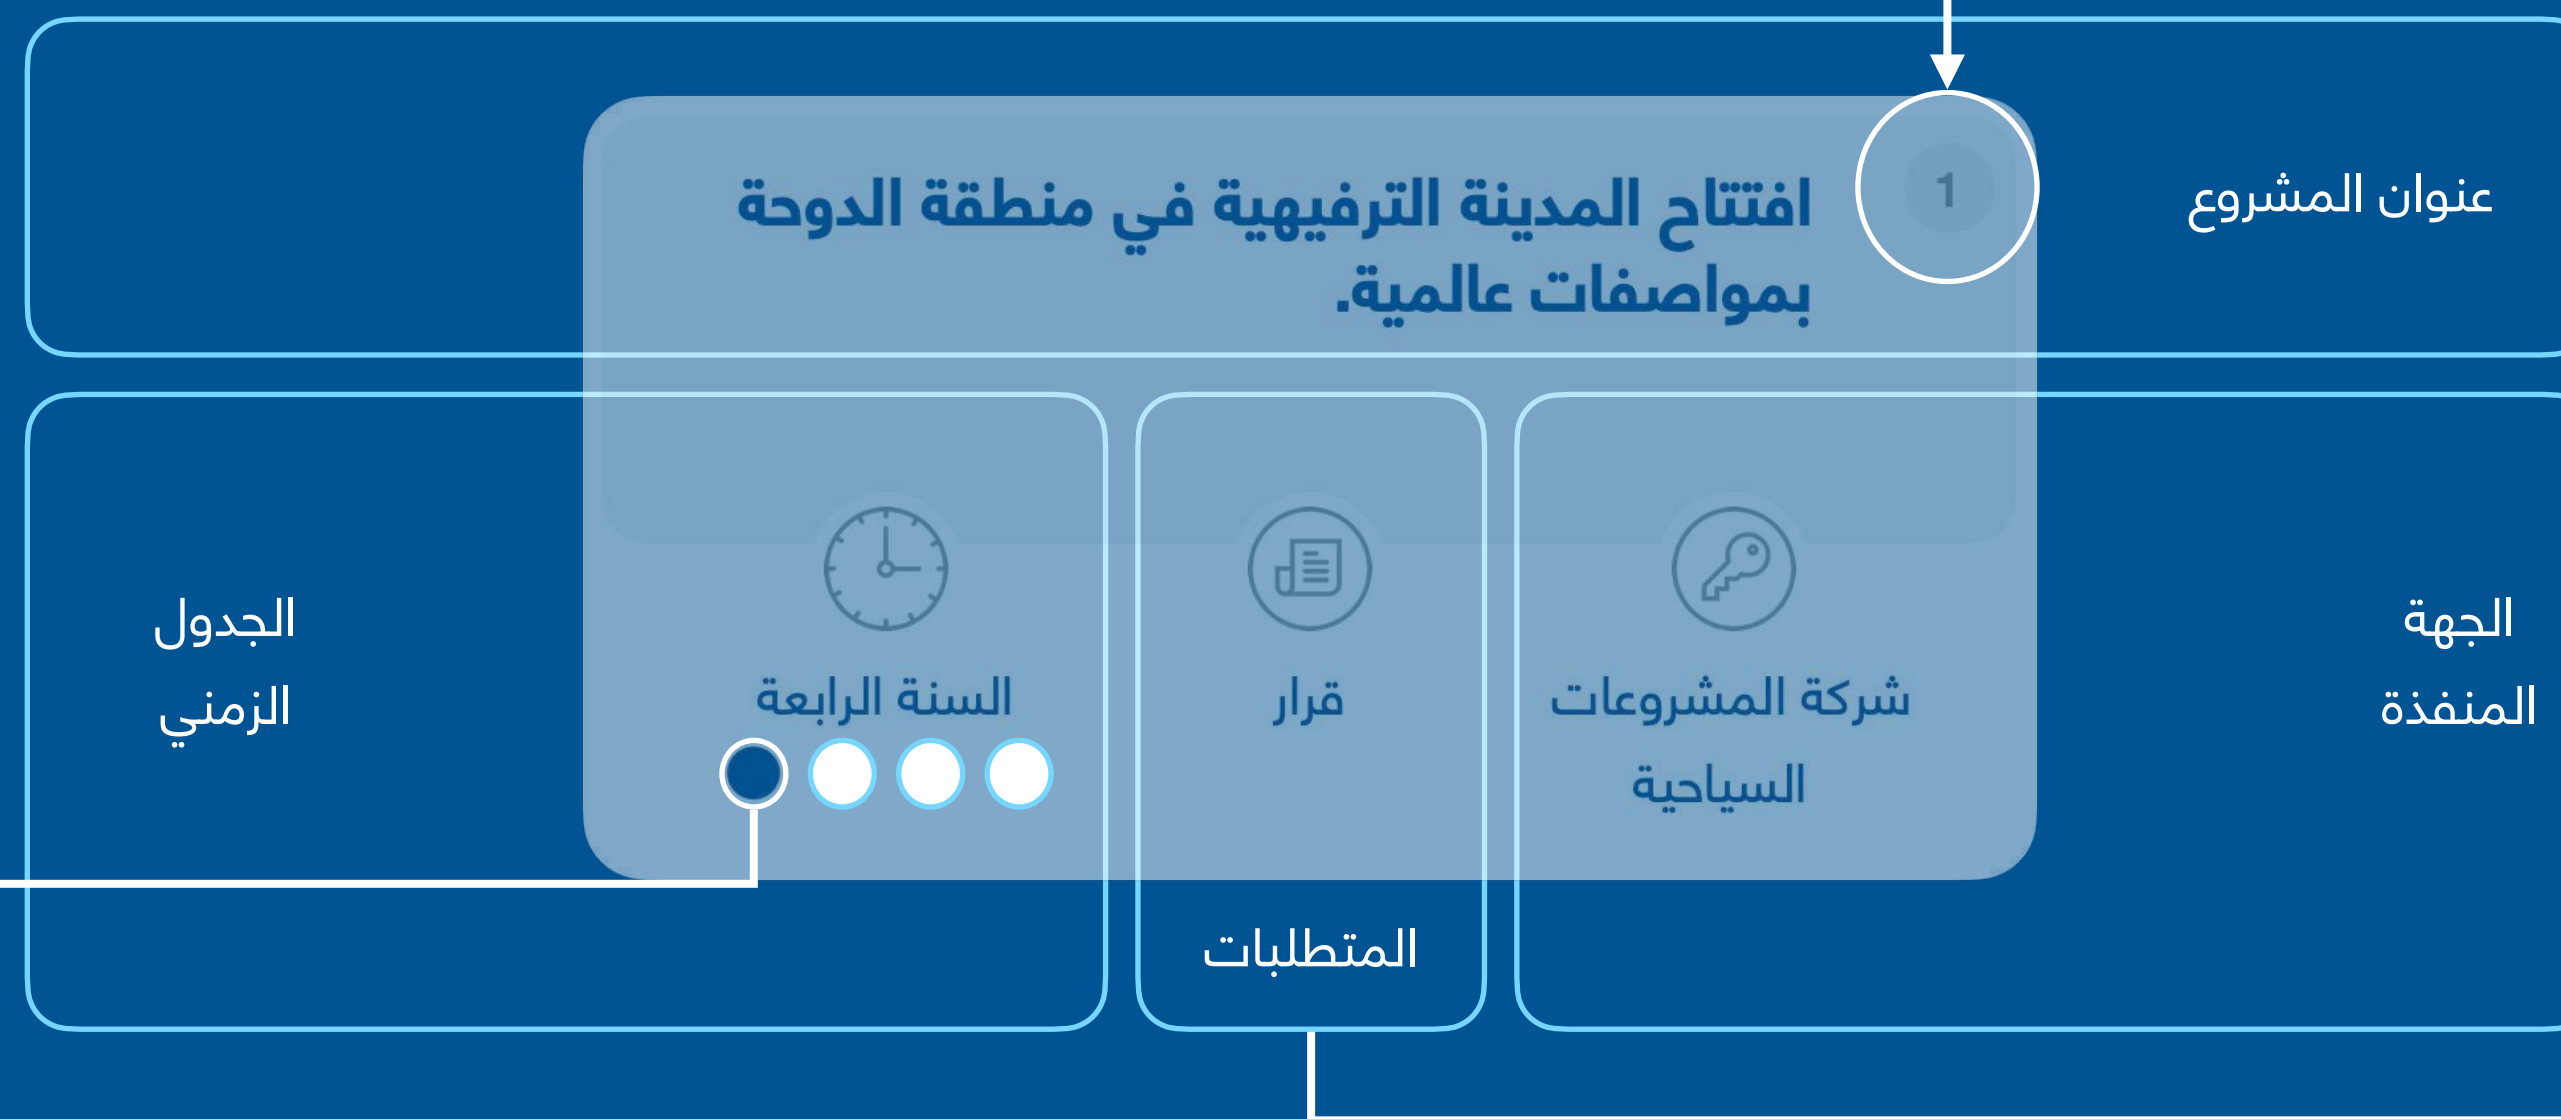 عنوان المشروع
1
افتتاح المدينة الترفيهية في منطقة الدوحة
بمواصفات عالمية.
الجهة
المنفذة
شركة المشروعات
السياحية
قرار
المتطلبات
السنة الرابعة
الجدول
الزمني